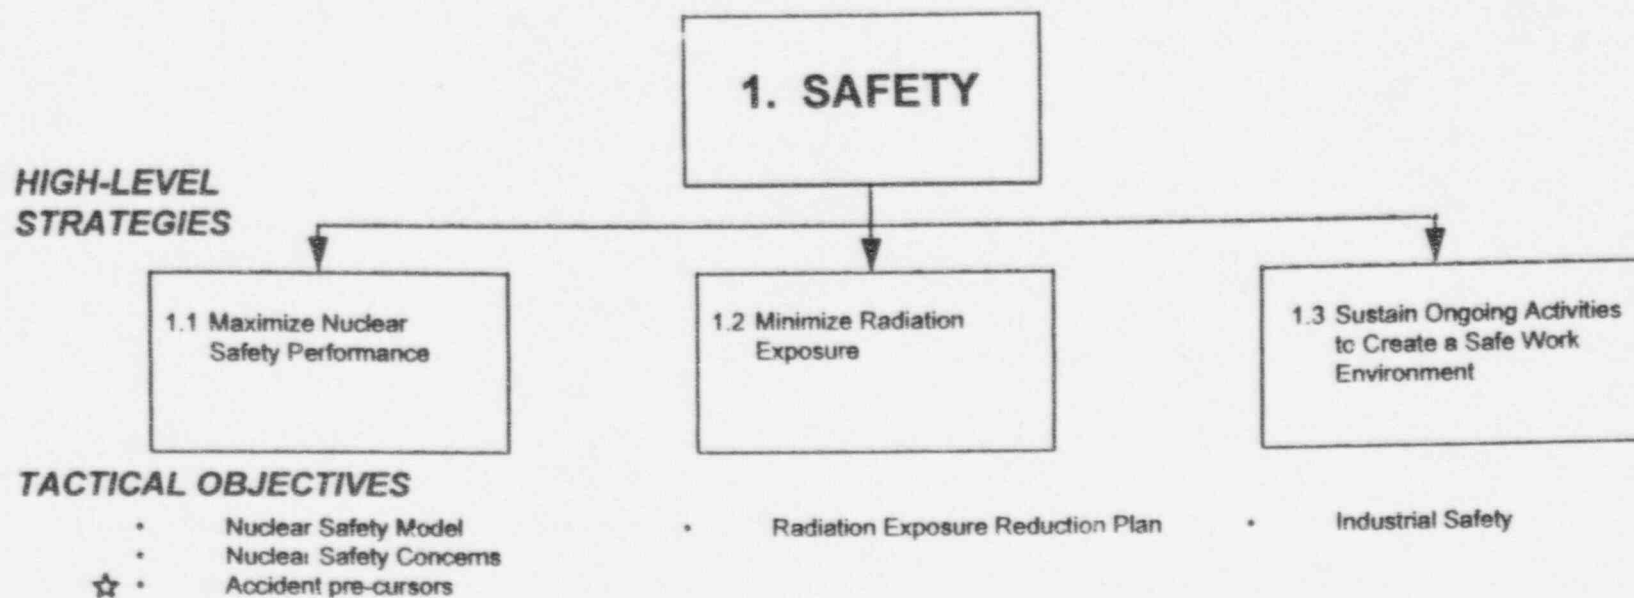 1. SAFETY
HIGH-LEVEL
STRATEGIES
1.1 Maximize Nuclear
Safety Performance
1.2 Minimize Radiation
Exposure
1.3 Sustain Ongoing Activities
to Create a Safe Work
Environment
TACTICAL OBJECTIVES
• Nuclear Safety Model
• Nuclear Safety Concerns
☆ • Accident pre-cursors
• Radiation Exposure Reduction Plan
• Industrial Safety